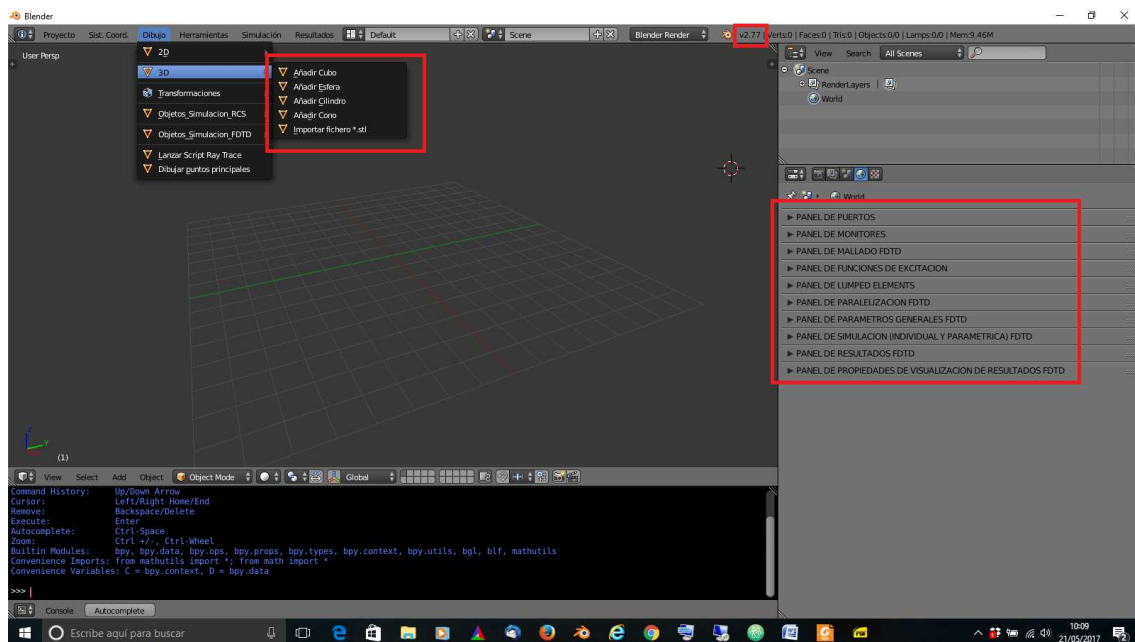 Blender
Proyecto Sist. Coord. Dibujo Herramientas Simulación Resultados Default Scene Blender Render v2.77 | Verts:0 | Faces:0 | Tris:0 | Objects:0/0 | Lamps:0/0 | Mem:9.46M
User Persp
2D
3D
Transformaciones
Objetos_Simulacion_RCS
Objetos_Simulacion_FDTD
Lanzar Script Ray Trace
Dibujar puntos principales
Añadir Cubo
Añadir Esfera
Añadir Cilindro
Añadir Cono
Importar fichero *.stl
View Search All Scenes
Scene
RenderLayers |
World
World
PANEL DE PUERTOS
PANEL DE MONITORES
PANEL DE MALLADO FDTD
PANEL DE FUNCIONES DE EXCITACION
PANEL DE LUMPED ELEMENTS
PANEL DE PARALELIZACION FDTD
PANEL DE PARAMETROS GENERALES FDTD
PANEL DE SIMULACION (INDIVIDUAL Y PARAMETRICA) FDTD
PANEL DE RESULTADOS FDTD
PANEL DE PROPIEDADES DE VISUALIZACION DE RESULTADOS FDTD
z
y
(1)
View Select Add Object Object Mode Global
Command History: Up/Down Arrow
Cursor: Left/Right Home/End
Remove: Backspace/Delete
Execute: Enter
Autocomplete: Ctrl-Space
Zoom: Ctrl +/-, Ctrl-Wheel
Builtin Modules: bpy, bpy.data, bpy.ops, bpy.props, bpy.types, bpy.context, bpy.utils, bgl, blf, mathutils
Convenience Imports: from mathutils import *; from math import *
Convenience Variables: C = bpy.context, D = bpy.data
>>>
Console Autocomplete
Escribe aquí para buscar
10:09
21/05/2017